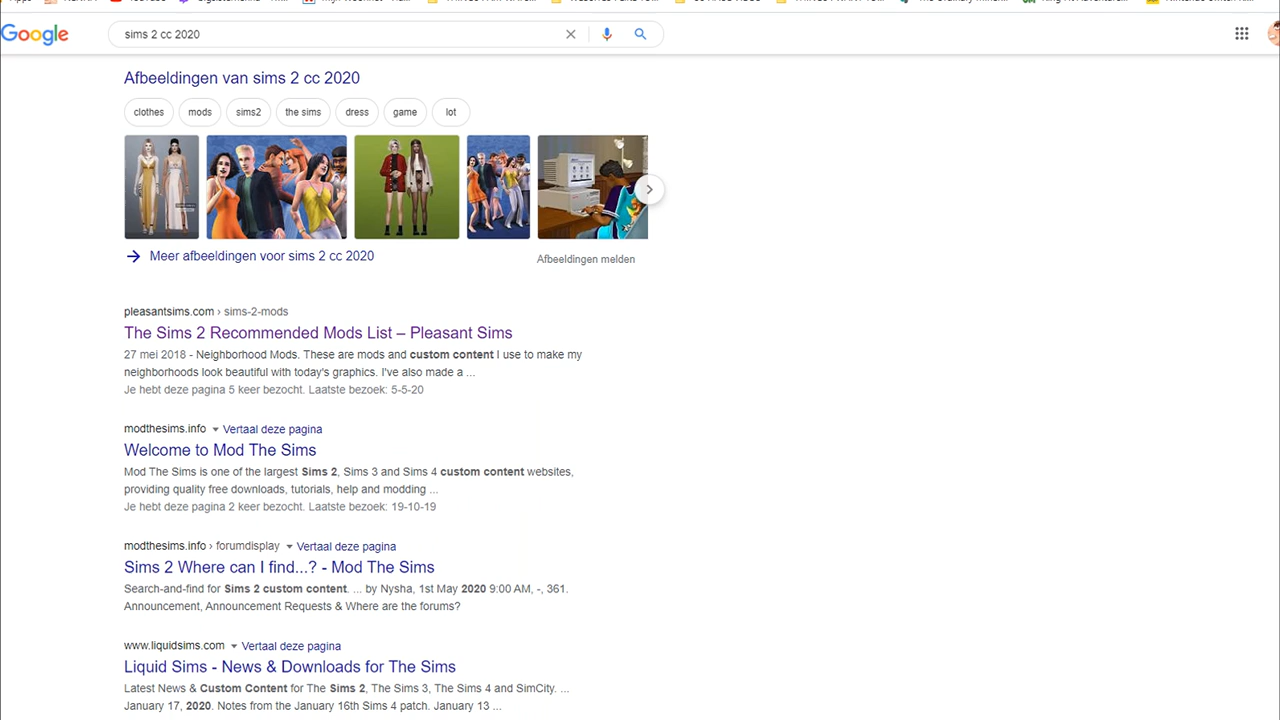 Google
sims 2 cc 2020
Afbeeldingen van sims 2 cc 2020
clothes mods sims2 the sims dress game lot
Meer afbeeldingen voor sims 2 cc 2020
Afbeeldingen melden
pleasantsims.com › sims-2-mods
The Sims 2 Recommended Mods List – Pleasant Sims
27 mei 2018 - Neighborhood Mods. These are mods and custom content I use to make my
neighborhoods look beautiful with today's graphics. I've also made a ...
Je hebt deze pagina 5 keer bezocht. Laatste bezoek: 5-5-20
modthesims.info Vertaal deze pagina
Welcome to Mod The Sims
Mod The Sims is one of the largest Sims 2, Sims 3 and Sims 4 custom content websites,
providing quality free downloads, tutorials, help and modding ...
Je hebt deze pagina 2 keer bezocht. Laatste bezoek: 19-10-19
modthesims.info › forumdisplay Vertaal deze pagina
Sims 2 Where can I find...? - Mod The Sims
Search-and-find for Sims 2 custom content. ... by Nysha, 1st May 2020 9:00 AM, -, 361.
Announcement, Announcement Requests & Where are the forums?
www.liquidsims.com Vertaal deze pagina
Liquid Sims - News & Downloads for The Sims
Latest News & Custom Content for The Sims 2, The Sims 3, The Sims 4 and SimCity. ...
January 17, 2020. Notes from the January 16th Sims 4 patch. January 13 ...